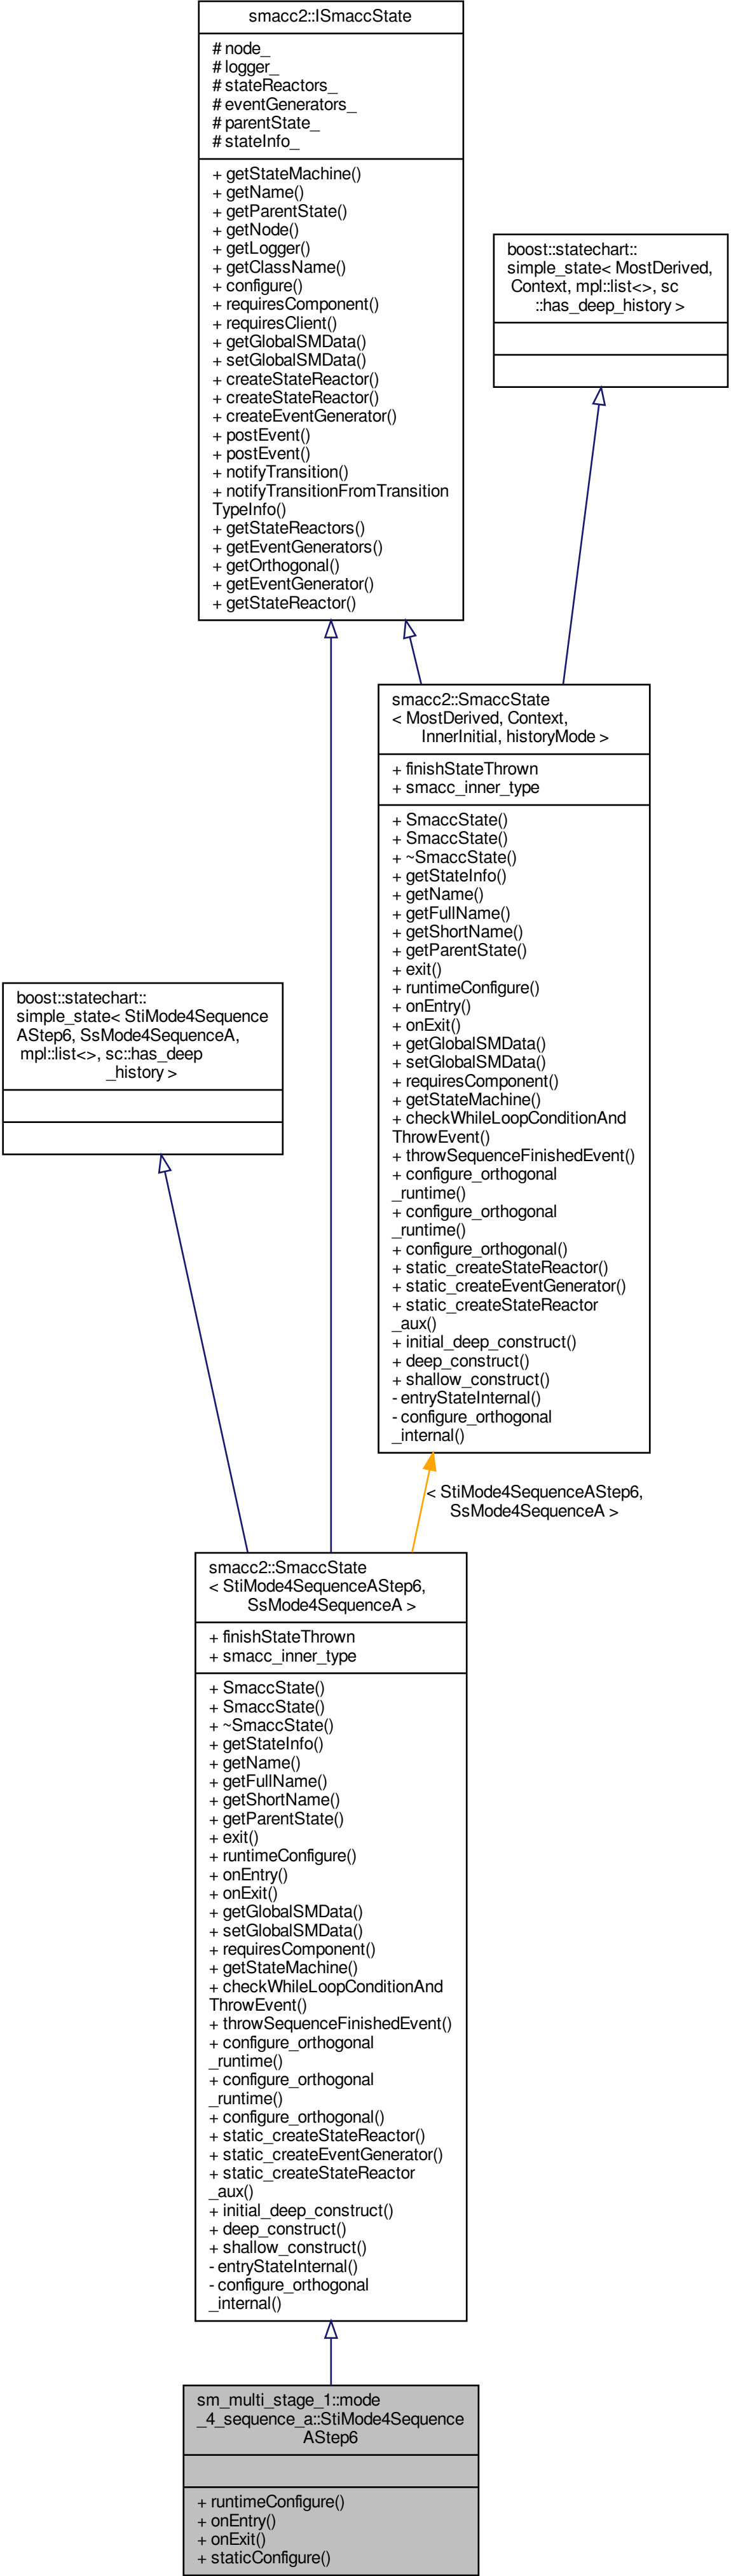 smacc2::ISmaccState
# node_
# logger_
# stateReactors_
# eventGenerators_
# parentState_
# stateInfo_
+ getStateMachine()
+ getName()
+ getParentState()
+ getNode()
+ getLogger()
+ getClassName()
+ configure()
+ requiresComponent()
+ requiresClient()
+ getGlobalSMData()
+ setGlobalSMData()
+ createStateReactor()
+ createStateReactor()
+ createEventGenerator()
+ postEvent()
+ postEvent()
+ notifyTransition()
+ notifyTransitionFromTransition
TypeInfo()
+ getStateReactors()
+ getEventGenerators()
+ getOrthogonal()
+ getEventGenerator()
+ getStateReactor()
boost::statechart::
simple_state< MostDerived,
Context, mpl::list<>, sc
::has_deep_history >
smacc2::SmaccState
< MostDerived, Context,
InnerInitial, historyMode >
+ finishStateThrown
+ smacc_inner_type
+ SmaccState()
+ SmaccState()
+ ~SmaccState()
+ getStateInfo()
+ getName()
+ getFullName()
+ getShortName()
+ getParentState()
+ exit()
+ runtimeConfigure()
+ onEntry()
+ onExit()
+ getGlobalSMData()
+ setGlobalSMData()
+ requiresComponent()
+ getStateMachine()
+ checkWhileLoopConditionAnd
ThrowEvent()
+ throwSequenceFinishedEvent()
+ configure_orthogonal
_runtime()
+ configure_orthogonal
_runtime()
+ configure_orthogonal()
+ static_createStateReactor()
+ static_createEventGenerator()
+ static_createStateReactor
_aux()
+ initial_deep_construct()
+ deep_construct()
+ shallow_construct()
- entryStateInternal()
- configure_orthogonal
_internal()
boost::statechart::
simple_state< StiMode4Sequence
AStep6, SsMode4SequenceA,
mpl::list<>, sc::has_deep
_history >
< StiMode4SequenceAStep6,
SsMode4SequenceA >
smacc2::SmaccState
< StiMode4SequenceAStep6,
SsMode4SequenceA >
+ finishStateThrown
+ smacc_inner_type
+ SmaccState()
+ SmaccState()
+ ~SmaccState()
+ getStateInfo()
+ getName()
+ getFullName()
+ getShortName()
+ getParentState()
+ exit()
+ runtimeConfigure()
+ onEntry()
+ onExit()
+ getGlobalSMData()
+ setGlobalSMData()
+ requiresComponent()
+ getStateMachine()
+ checkWhileLoopConditionAnd
ThrowEvent()
+ throwSequenceFinishedEvent()
+ configure_orthogonal
_runtime()
+ configure_orthogonal
_runtime()
+ configure_orthogonal()
+ static_createStateReactor()
+ static_createEventGenerator()
+ static_createStateReactor
_aux()
+ initial_deep_construct()
+ deep_construct()
+ shallow_construct()
- entryStateInternal()
- configure_orthogonal
_internal()
sm_multi_stage_1::mode
_4_sequence_a::StiMode4Sequence
AStep6
+ runtimeConfigure()
+ onEntry()
+ onExit()
+ staticConfigure()